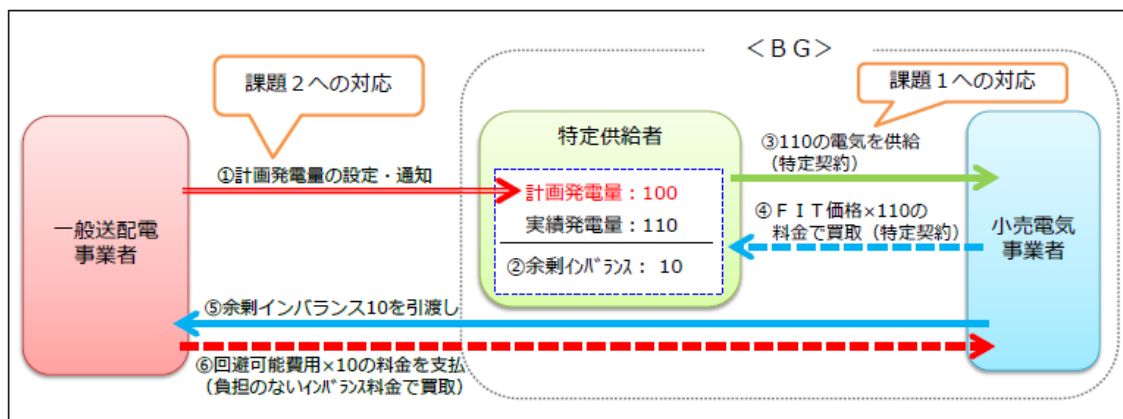 ＜ＢＧ＞
課題２への対応
課題１への対応
特定供給者
③110の電気を供給
（特定契約）
①計画発電量の設定・通知
計画発電量：100
実績発電量：110
②余剰ｲﾝﾊﾞﾗﾝｽ： 10
④ＦＩＴ価格×110の
料金で買取（特定契約）
一般送配電
事業者
小売電気
事業者
⑤余剰インバランス10を引渡し
⑥回避可能費用×10の料金を支払
（負担のないｲﾝﾊﾞﾗﾝｽ料金で買取）